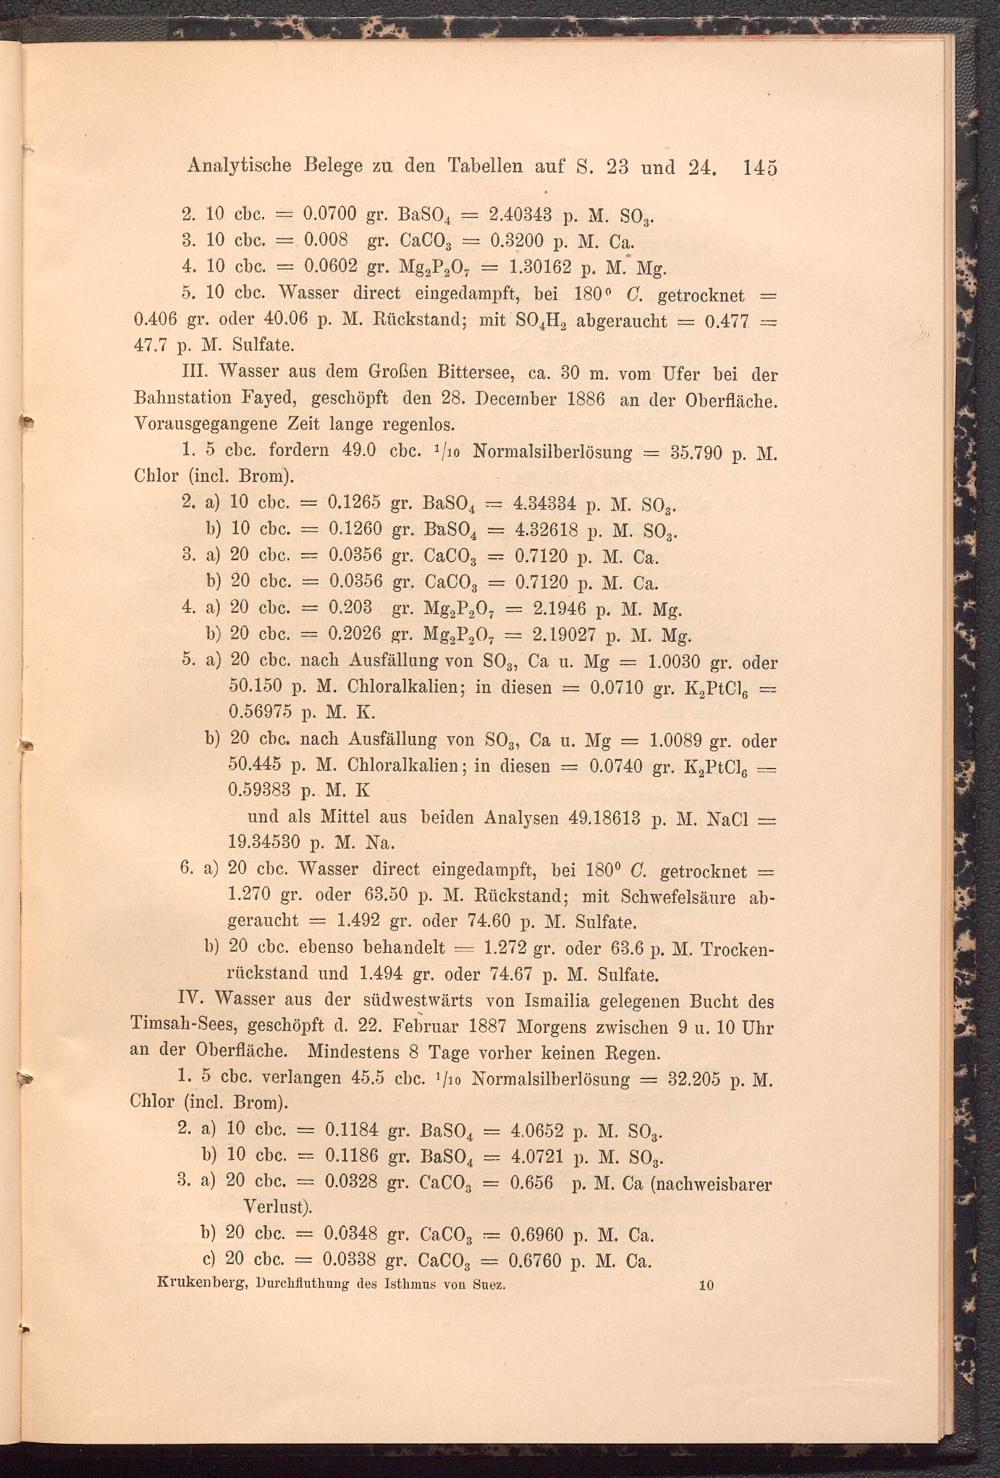 Analytische Belege zu den Tabellen auf S. 23 und 24. 145
2. 10 cbc. = 0.0700 gr. BaSO₄ = 2.40343 p. M. SO₃.
3. 10 cbc. = 0.008 gr. CaCO₃ = 0.3200 p. M. Ca.
4. 10 cbc. = 0.0602 gr. Mg₂P₂O₇ = 1.30162 p. M. Mg.
5. 10 cbc. Wasser direct eingedampft, bei 180⁰ C. getrocknet =
0.406 gr. oder 40.06 p. M. Rückstand; mit SO₄H₂ abgeraucht = 0.477 =
47.7 p. M. Sulfate.
III. Wasser aus dem Großen Bittersee, ca. 30 m. vom Ufer bei der
Bahnstation Fayed, geschöpft den 28. December 1886 an der Oberfläche.
Vorausgegangene Zeit lange regenlos.
1. 5 cbc. fordern 49.0 cbc. ¹/₁₀ Normalsilberlösung = 35.790 p. M.
Chlor (incl. Brom).
2. a) 10 cbc. = 0.1265 gr. BaSO₄ = 4.34334 p. M. SO₃.
b) 10 cbc. = 0.1260 gr. BaSO₄ = 4.32618 p. M. SO₃.
3. a) 20 cbc. = 0.0356 gr. CaCO₃ = 0.7120 p. M. Ca.
b) 20 cbc. = 0.0356 gr. CaCO₃ = 0.7120 p. M. Ca.
4. a) 20 cbc. = 0.203 gr. Mg₂P₂O₇ = 2.1946 p. M. Mg.
b) 20 cbc. = 0.2026 gr. Mg₂P₂O₇ = 2.19027 p. M. Mg.
5. a) 20 cbc. nach Ausfällung von SO₃, Ca u. Mg = 1.0030 gr. oder
50.150 p. M. Chloralkalien; in diesen = 0.0710 gr. K₂PtCl₆ =
0.56975 p. M. K.
b) 20 cbc. nach Ausfällung von SO₃, Ca u. Mg = 1.0089 gr. oder
50.445 p. M. Chloralkalien; in diesen = 0.0740 gr. K₂PtCl₆ =
0.59383 p. M. K
und als Mittel aus beiden Analysen 49.18613 p. M. NaCl =
19.34530 p. M. Na.
6. a) 20 cbc. Wasser direct eingedampft, bei 180⁰ C. getrocknet =
1.270 gr. oder 63.50 p. M. Rückstand; mit Schwefelsäure ab-
geraucht = 1.492 gr. oder 74.60 p. M. Sulfate.
b) 20 cbc. ebenso behandelt = 1.272 gr. oder 63.6 p. M. Trocken-
rückstand und 1.494 gr. oder 74.67 p. M. Sulfate.
IV. Wasser aus der südwestwärts von Ismailia gelegenen Bucht des
Timsah-Sees, geschöpft d. 22. Februar 1887 Morgens zwischen 9 u. 10 Uhr
an der Oberfläche. Mindestens 8 Tage vorher keinen Regen.
1. 5 cbc. verlangen 45.5 cbc. ¹/₁₀ Normalsilberlösung = 32.205 p. M.
Chlor (incl. Brom).
2. a) 10 cbc. = 0.1184 gr. BaSO₄ = 4.0652 p. M. SO₃.
b) 10 cbc. = 0.1186 gr. BaSO₄ = 4.0721 p. M. SO₃.
3. a) 20 cbc. = 0.0328 gr. CaCO₃ = 0.656 p. M. Ca (nachweisbarer
Verlust).
b) 20 cbc. = 0.0348 gr. CaCO₃ = 0.6960 p. M. Ca.
c) 20 cbc. = 0.0338 gr. CaCO₃ = 0.6760 p. M. Ca.
Krukenberg, Durchfluthung des Isthmus von Suez. 10